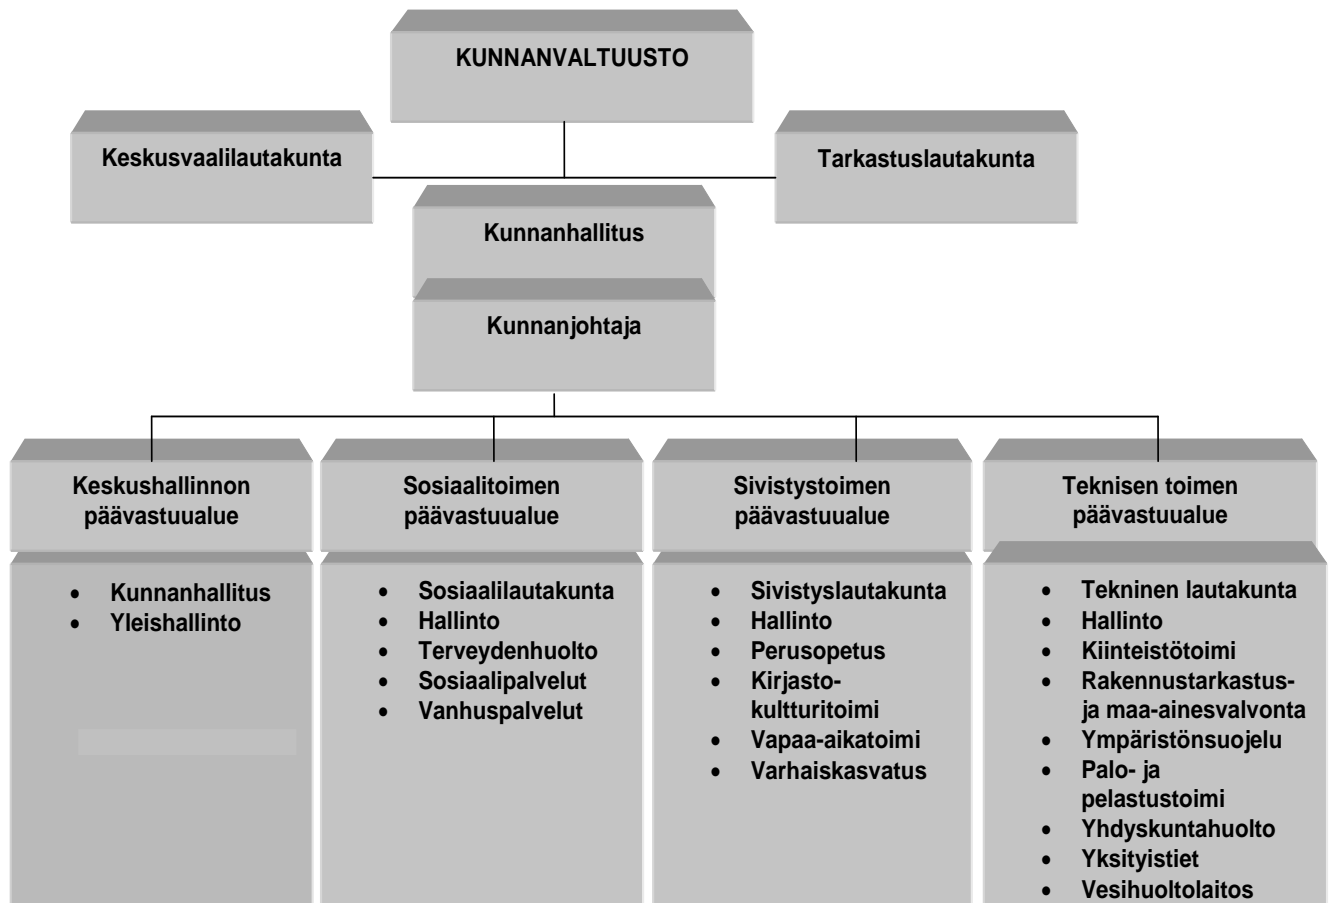 KUNNANVALTUUSTO
Keskusvaalilautakunta
Tarkastuslautakunta
Kunnanhallitus
Kunnanjohtaja
Keskushallinnon
päävastuualue
• Kunnanhallitus
• Yleishallinto
Sosiaalitoimen
päävastuualue
• Sosiaalilautakunta
• Hallinto
• Terveydenhuolto
• Sosiaalipalvelut
• Vanhuspalvelut
Sivistystoimen
päävastuualue
• Sivistyslautakunta
• Hallinto
• Perusopetus
• Kirjasto-
kultturitoimi
• Vapaa-aikatoimi
• Varhaiskasvatus
Teknisen toimen
päävastuualue
• Tekninen lautakunta
• Hallinto
• Kiinteistötoimi
• Rakennustarkastus-
ja maa-ainesvalvonta
• Ympäristönsuojelu
• Palo- ja
pelastustoimi
• Yhdyskuntahuolto
• Yksityistiet
• Vesihuoltolaitos